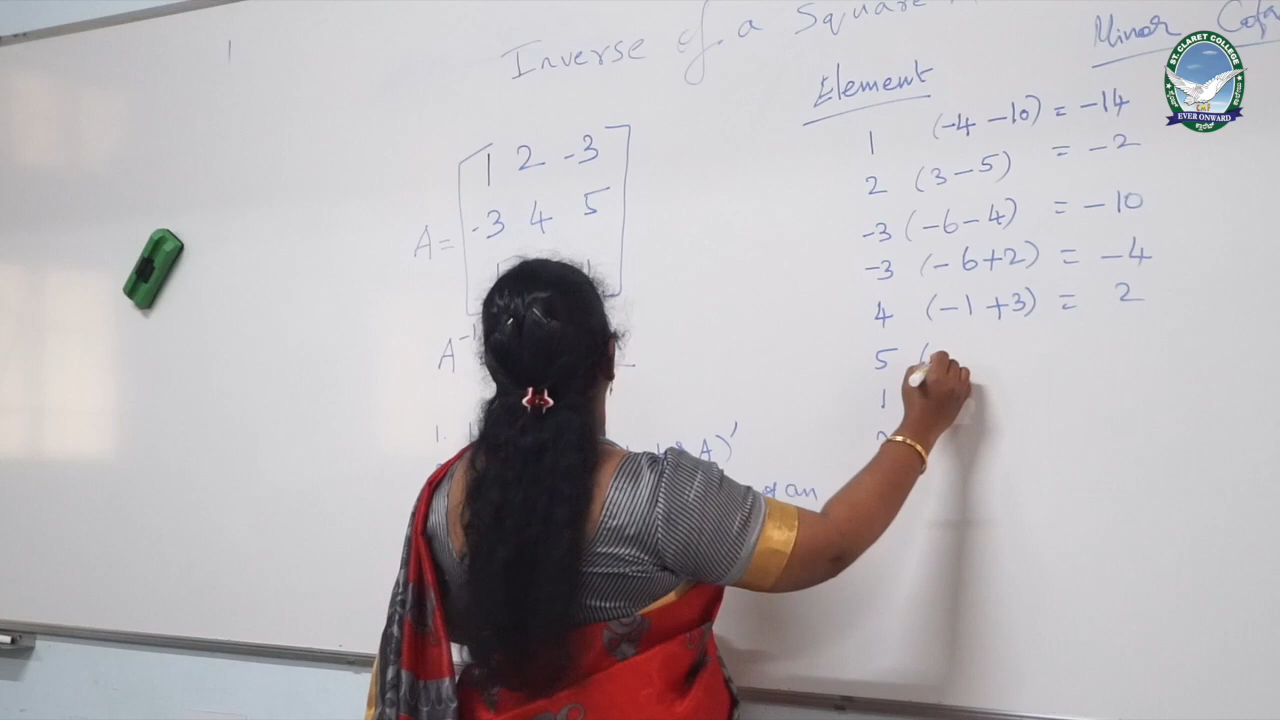 Inverse of a Square
Element
Minor
1 (-4 -10) = -14
2 (3 - 5) = -2
-3 (-6 - 4) = -10
-3 (-6+2) = -4
4 (-1 +3) = 2
5 (
1
A =
1 2 -3
-3 4 5
A⁻¹
1.
A)'
of an
ST. CLARET COLLEGE
EVER ONWARD